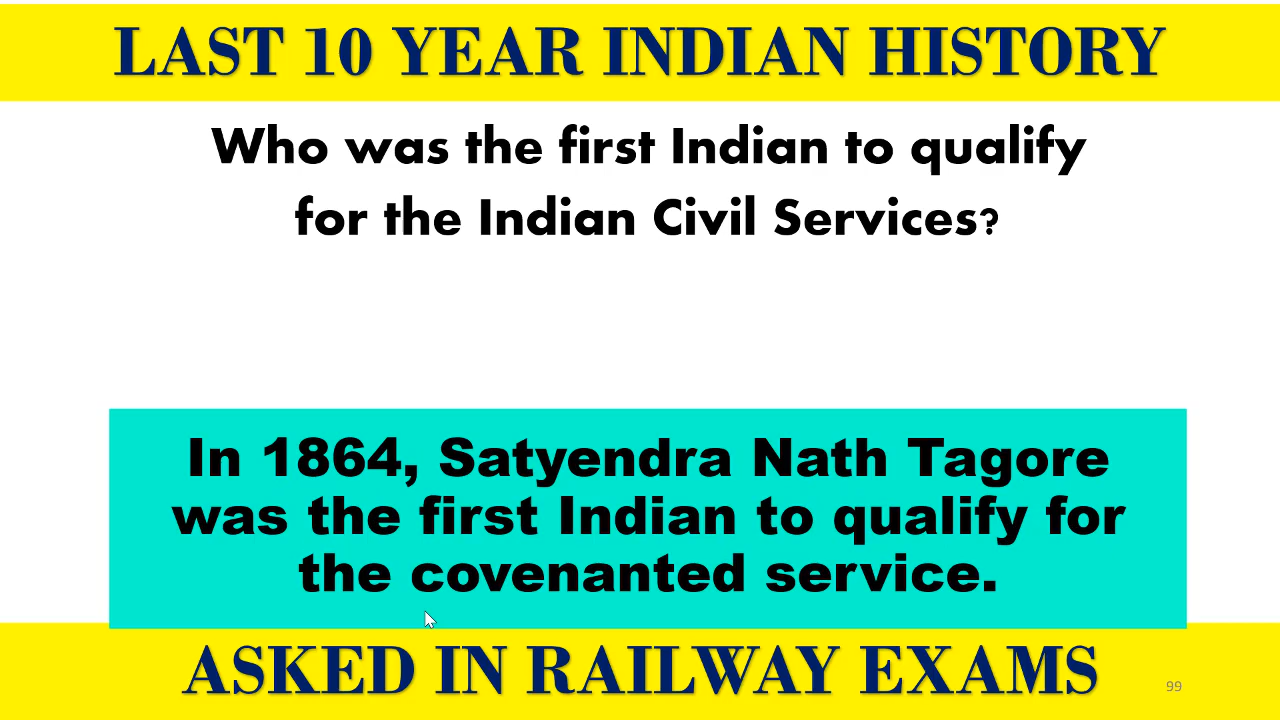 LAST 10 YEAR INDIAN HISTORY
Who was the first Indian to qualify
for the Indian Civil Services?
In 1864, Satyendra Nath Tagore
was the first Indian to qualify for
the covenanted service.
ASKED IN RAILWAY EXAMS
99